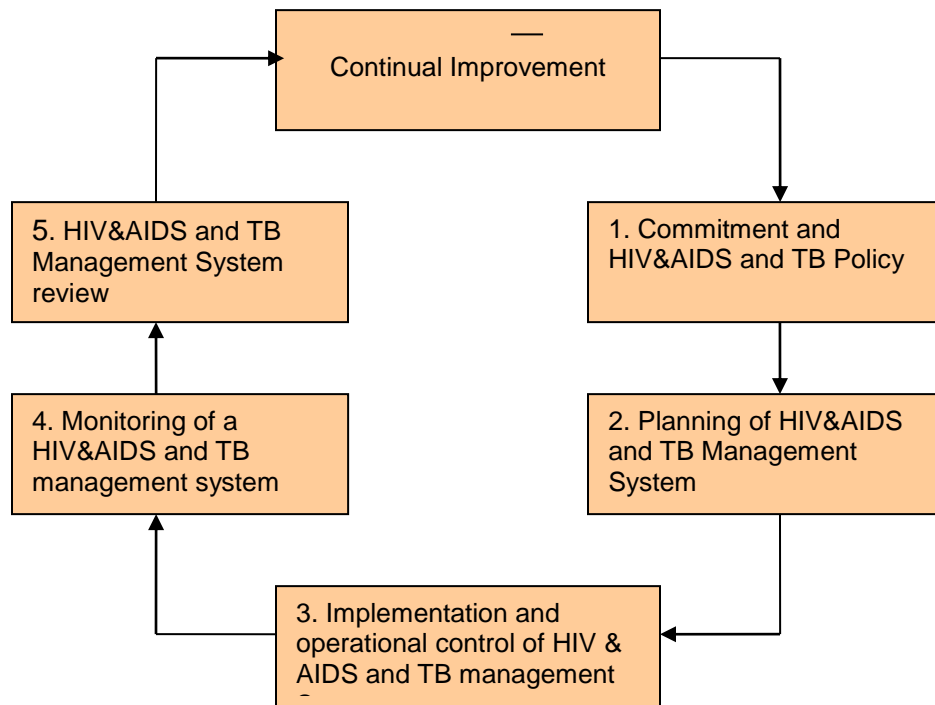 Continual Improvement
1. Commitment and
HIV&AIDS and TB Policy
2. Planning of HIV&AIDS
and TB Management
System
3. Implementation and
operational control of HIV &
AIDS and TB management
4. Monitoring of a
HIV&AIDS and TB
management system
5. HIV&AIDS and TB
Management System
review